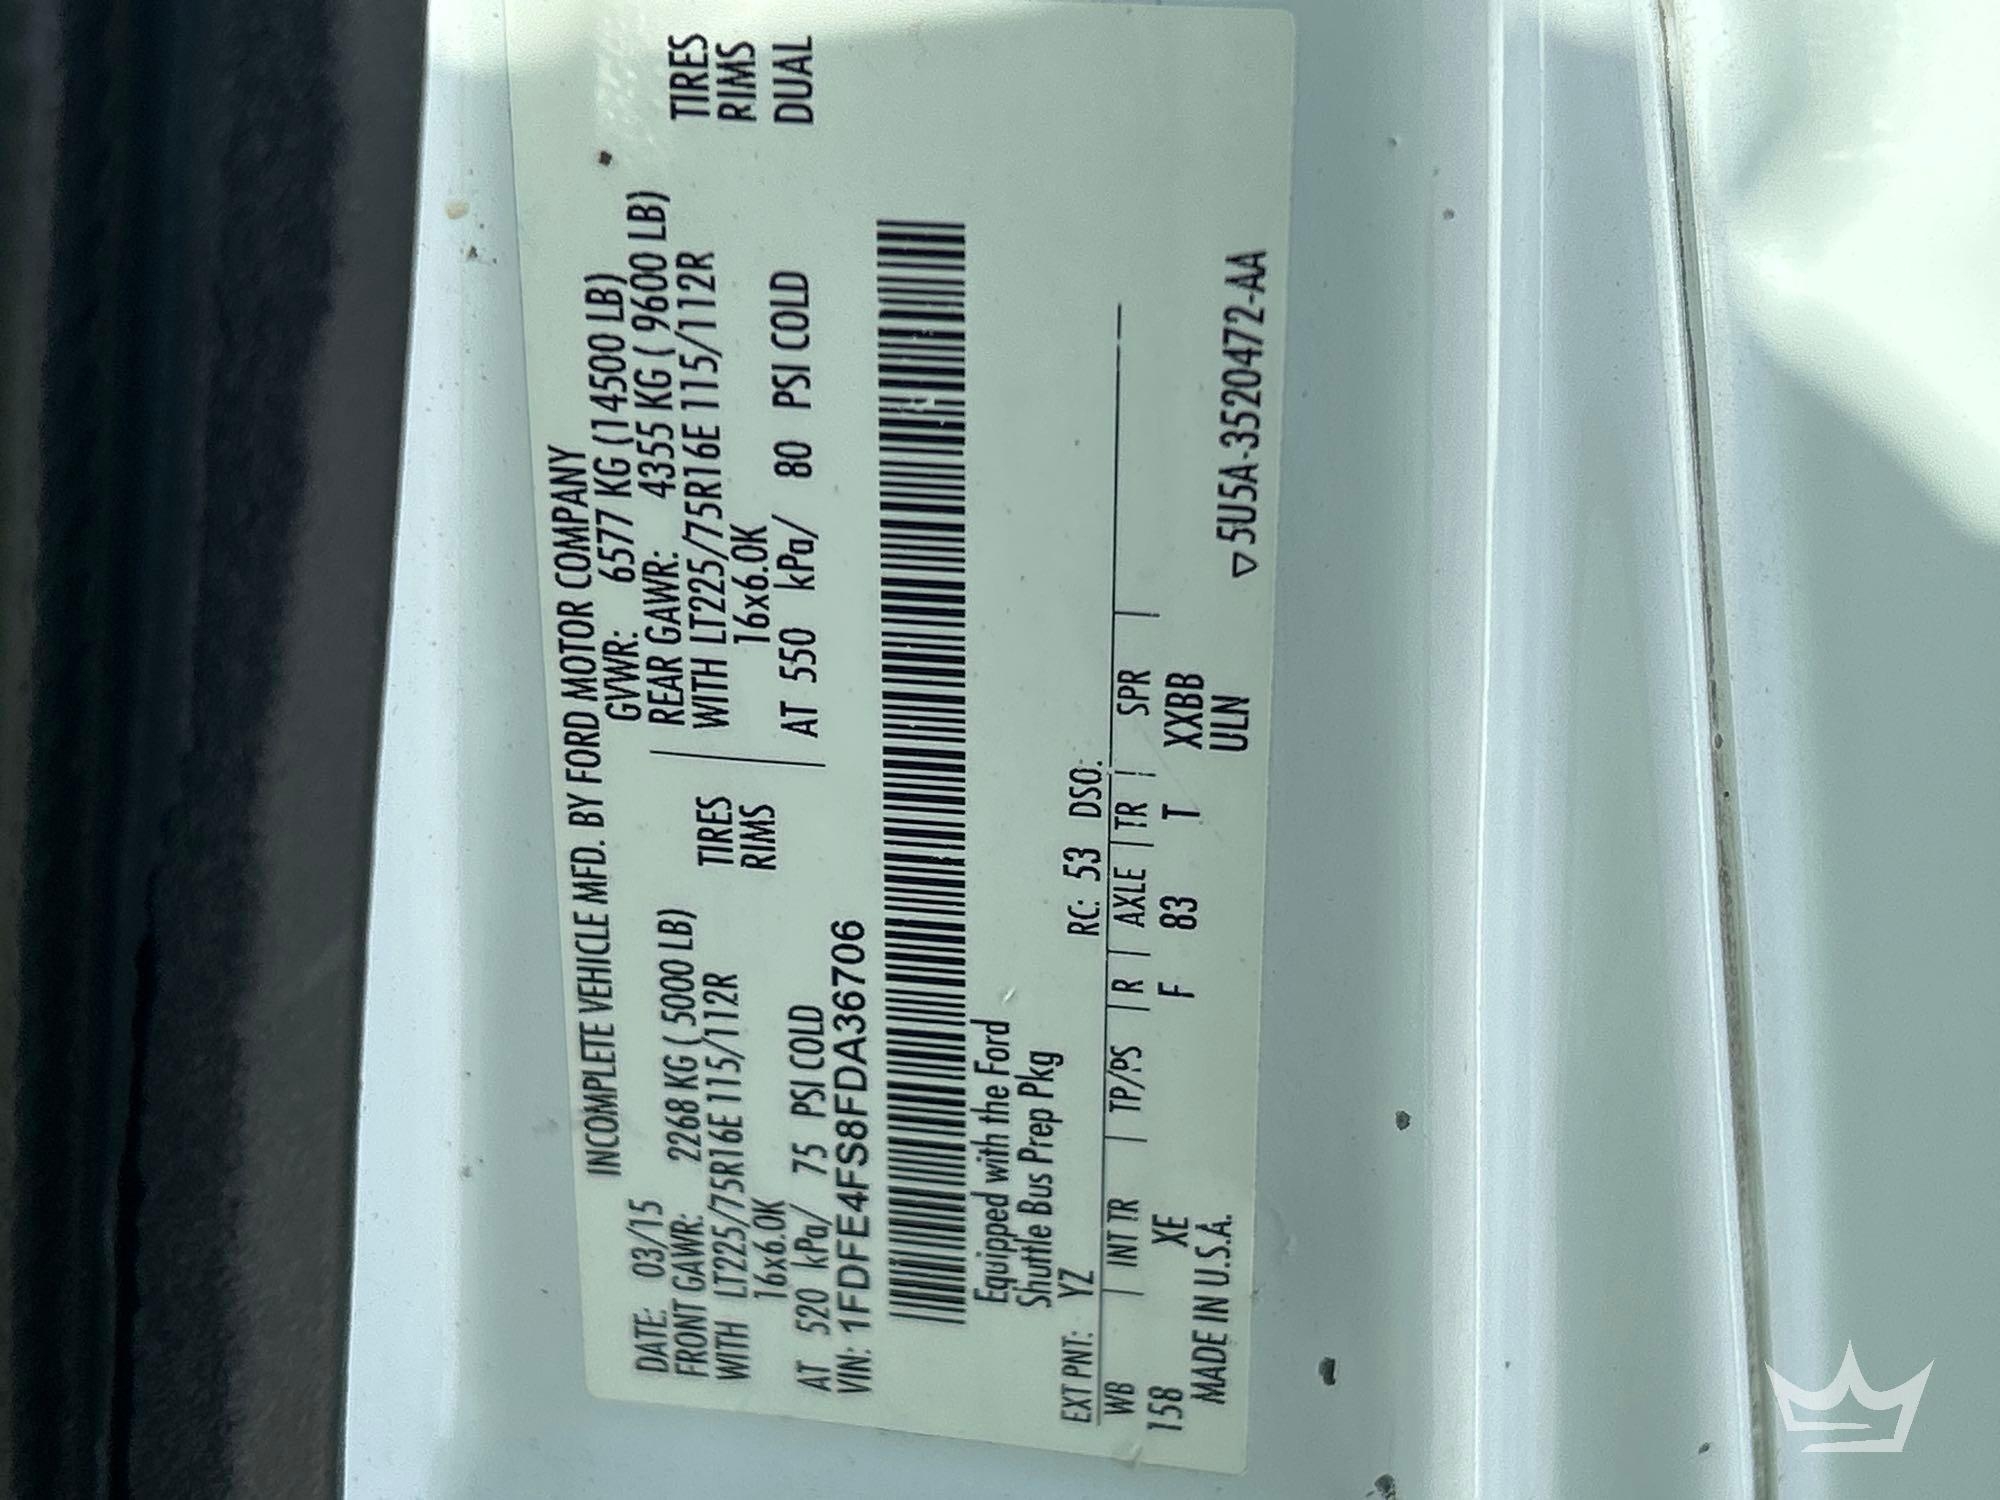 INCOMPLETE VEHICLE MFD. BY FORD MOTOR COMPANY
DATE: 03/15 GVWR: 6577 KG (14500 LB)
FRONT GAWR: 2268 KG ( 5000 LB) REAR GAWR: 4355 KG ( 9600 LB)
WITH LT225/75R16E 115/112R TIRES WITH LT225/75R16E 115/112R TIRES
16x6.0K RIMS 16x6.0K RIMS
AT 520 kPa/ 75 PSI COLD AT 550 kPa/ 80 PSI COLD DUAL
VIN: 1FDFE4FS8FDA36706
Equipped with the Ford
Shuttle Bus Prep Pkg
EXT PNT: YZ RC: 53 DSO:
WB | INT TR | TP/PS | R | AXLE | TR | SPR |
158 XE F 83 T XXBB
MADE IN U.S.A. ULN
▽5U5A-3520472-AA